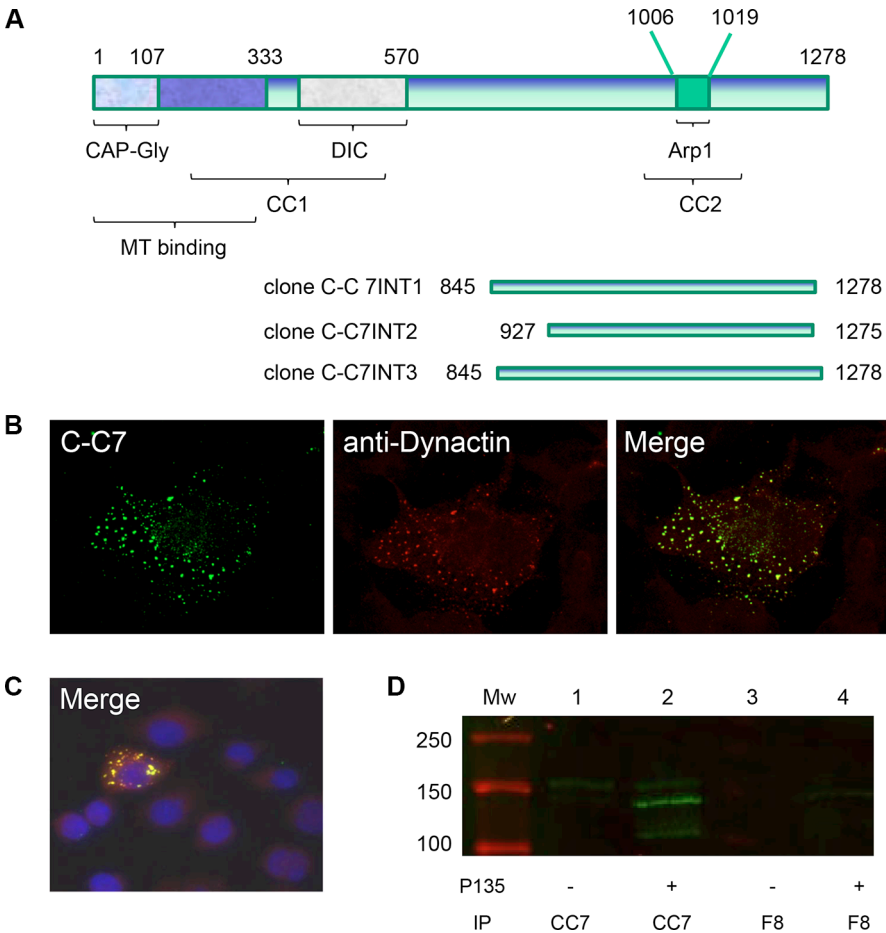 A
1006 1019
1 107 333 570 1278
CAP-Gly DIC Arp1
CC1 CC2
MT binding
clone C-C 7INT1 845 1278
clone C-C7INT2 927 1275
clone C-C7INT3 845 1278
B
C-C7 anti-Dynactin Merge
C
Merge
D
Mw 1 2 3 4
250
150
100
P135 - + - +
IP CC7 CC7 F8 F8